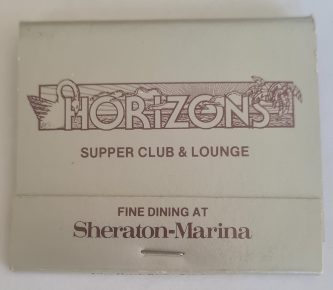 HORIZONS
SUPPER CLUB & LOUNGE
FINE DINING AT
Sheraton-Marina